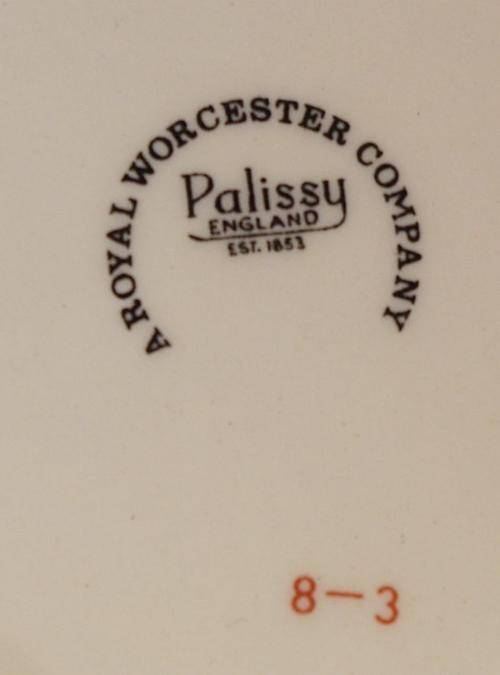 A ROYAL WORCESTER COMPANY
Palissy
ENGLAND
EST. 1853
8-3